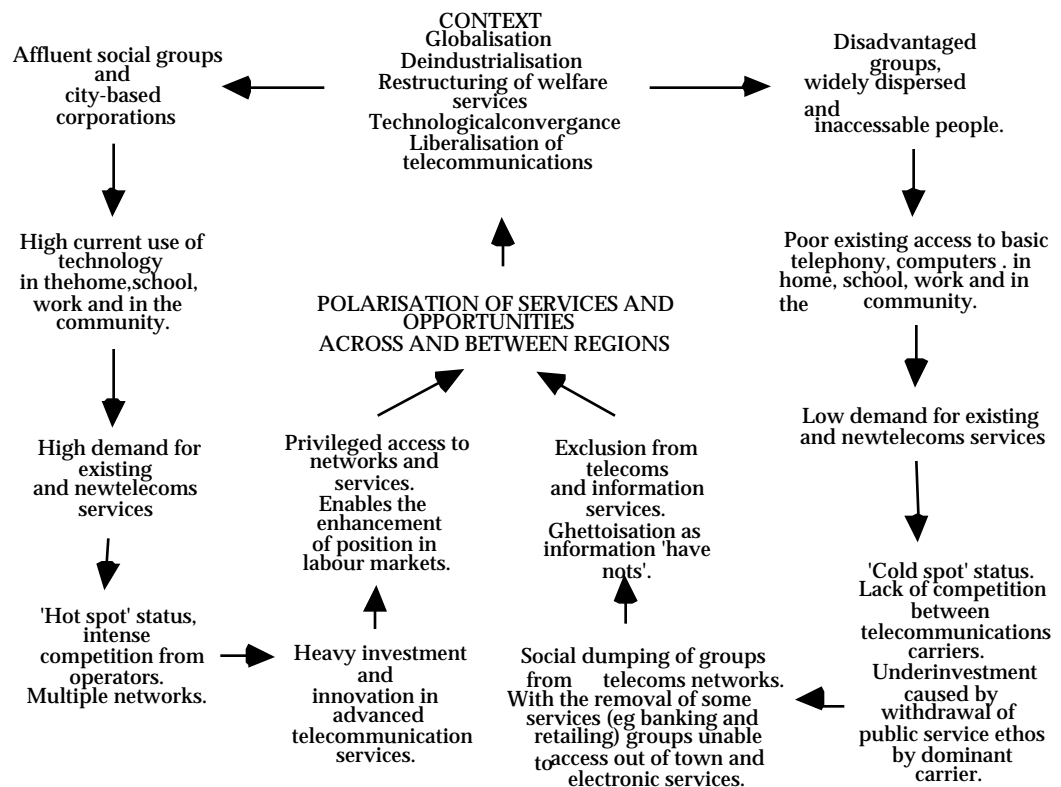 CONTEXT
Globalisation
Deindustrialisation
Restructuring of welfare
services
Technologicalconvergance
Liberalisation of
telecommunications
Affluent social groups
and
city-based
corporations
High current use of
technology
in thehome,school,
work and in the
community.
High demand for
existing
and newtelecoms
services
'Hot spot' status,
intense
competition from
operators.
Multiple networks.
Heavy investment
and
innovation in
advanced
telecommunication
services.
Privileged access to
networks and
services.
Enables the
enhancement
of position in
labour markets.
POLARISATION OF SERVICES AND
OPPORTUNITIES
ACROSS AND BETWEEN REGIONS
Disadvantaged
groups,
widely dispersed
and
inaccessable people.
Poor existing access to basic
telephony, computers . in
home, school, work and in
the community.
Low demand for existing
and newtelecoms services
'Cold spot' status.
Lack of competition
between
telecommunications
carriers.
Underinvestment
caused by
withdrawal of
public service ethos
by dominant
carrier.
Social dumping of groups
from telecoms networks.
With the removal of some
services (eg banking and
retailing) groups unable
to access out of town and
electronic services.
Exclusion from
telecoms
and information
services.
Ghettoisation as
information 'have
nots'.